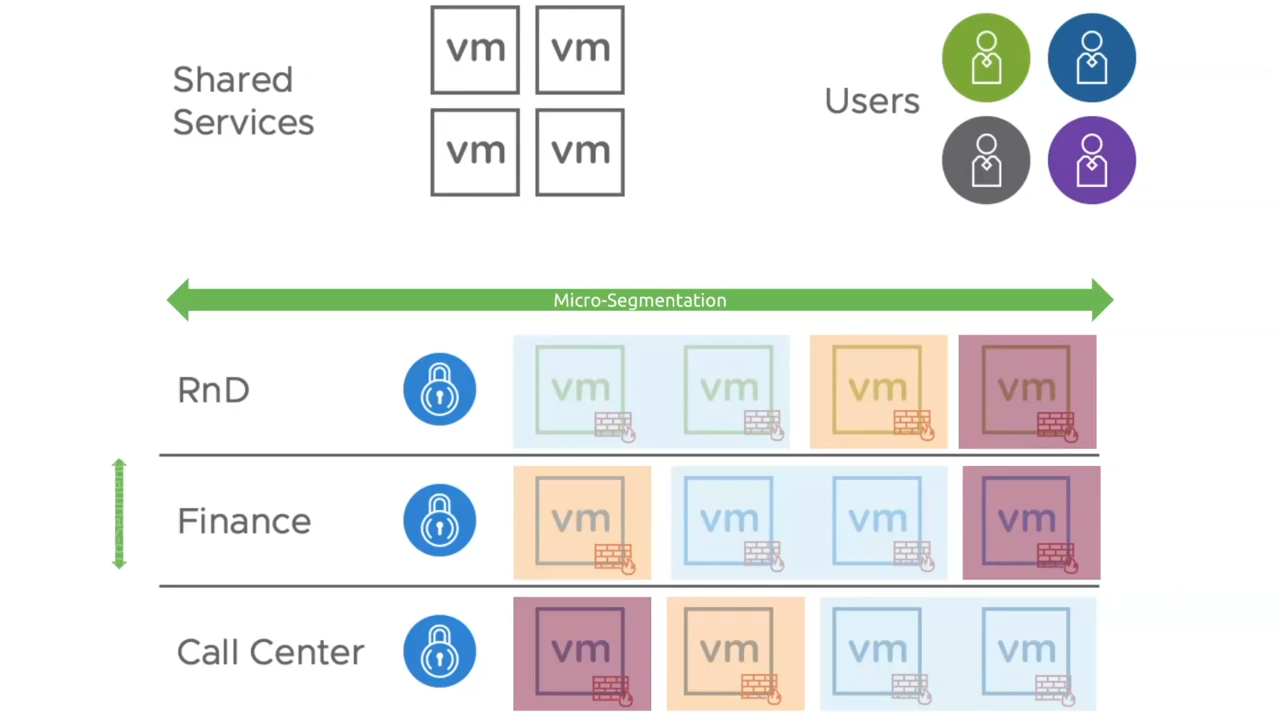 Shared
Services
vm vm
vm vm
Users
Micro-Segmentation
RnD
vm vm vm vm
Finance
vm vm vm vm
Call Center
vm vm vm vm